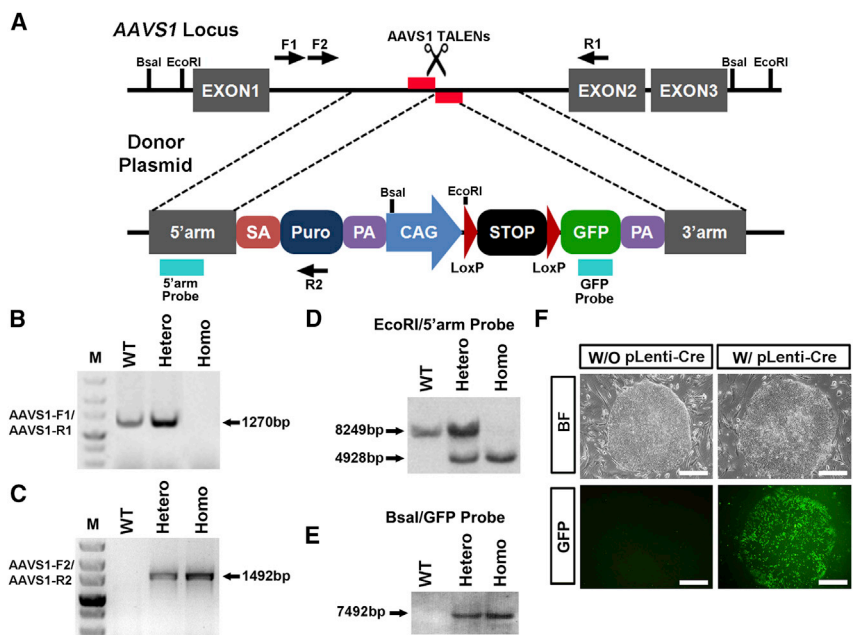 A
AAVS1 Locus
F1 F2
AAVS1 TALENs
R1
BsaI EcoRI
BsaI EcoRI
EXON1
EXON2
EXON3
Donor
Plasmid
BsaI
EcoRI
5'arm
SA
Puro
PA
CAG
STOP
GFP
PA
3'arm
LoxP
LoxP
5'arm
Probe
R2
GFP
Probe
B
M
WT
Hetero
Homo
AAVS1-F1/
AAVS1-R1
1270bp
C
M
WT
Hetero
Homo
AAVS1-F2/
AAVS1-R2
1492bp
D
EcoRI/5'arm Probe
WT
Hetero
Homo
8249bp
4928bp
E
BsaI/GFP Probe
WT
Hetero
Homo
7492bp
F
W/O pLenti-Cre
W/ pLenti-Cre
BF
GFP